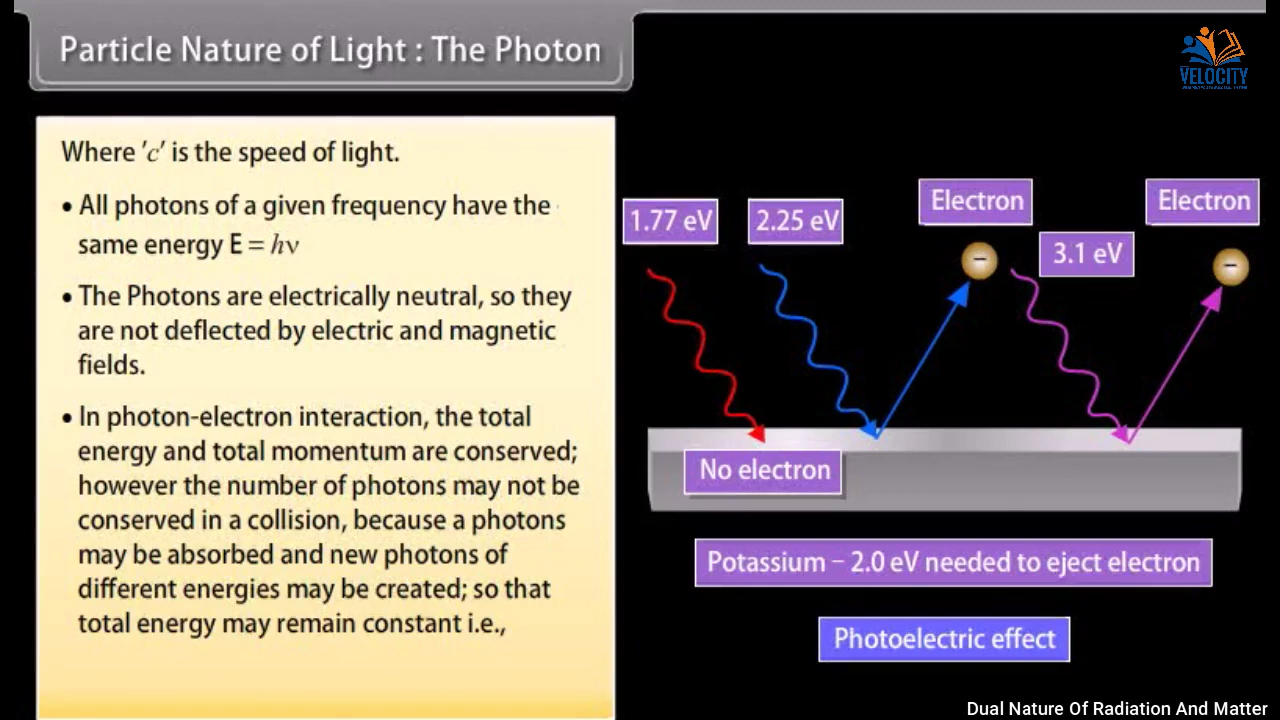 Particle Nature of Light : The Photon
VELOCITY
Where 'c' is the speed of light.
• All photons of a given frequency have the
same energy E = hν
• The Photons are electrically neutral, so they
are not deflected by electric and magnetic
fields.
• In photon-electron interaction, the total
energy and total momentum are conserved;
however the number of photons may not be
conserved in a collision, because a photons
may be absorbed and new photons of
different energies may be created; so that
total energy may remain constant i.e.,
1.77 eV
2.25 eV
Electron
3.1 eV
Electron
−
−
No electron
Potassium − 2.0 eV needed to eject electron
Photoelectric effect
Dual Nature Of Radiation And Matter